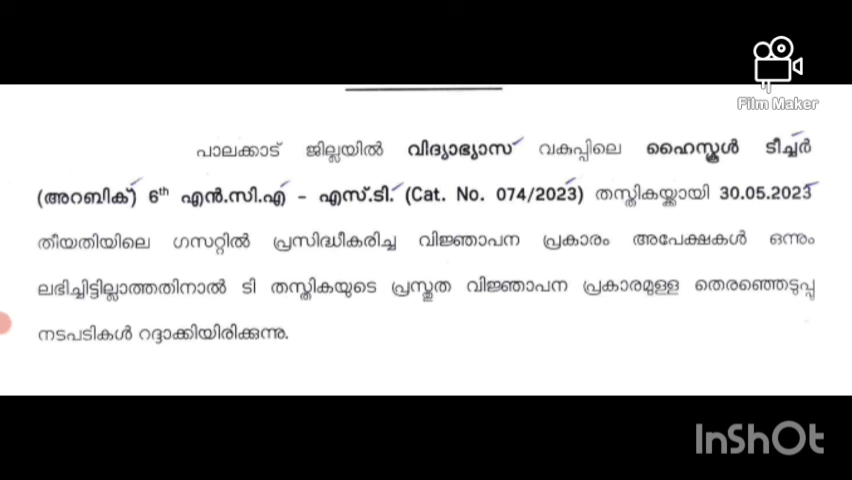 Film Maker
പാലക്കാട് ജില്ലയിൽ വിദ്യാഭ്യാസ വകുപ്പിലെ ഹൈസ്കൂൾ ടീച്ചർ
(അറബിക്) 6th എൻ.സി.എ – എസ്.ടി. (Cat. No. 074/2023) തസ്തികയ്ക്കായി 30.05.2023
തീയതിയിലെ ഗസറ്റിൽ പ്രസിദ്ധീകരിച്ച വിജ്ഞാപന പ്രകാരം അപേക്ഷകൾ ഒന്നും
ലഭിച്ചിട്ടില്ലാത്തതിനാൽ ടി തസ്തികയുടെ പ്രസ്തുത വിജ്ഞാപന പ്രകാരമുള്ള തെരഞ്ഞെടുപ്പു
നടപടികൾ റദ്ദാക്കിയിരിക്കുന്നു.
InShOt